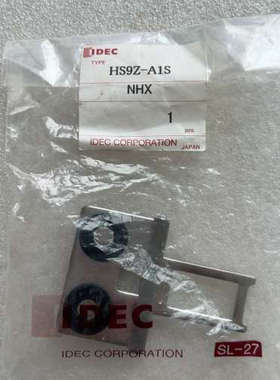 IDEC
TYPE
HS9Z-A1S
NHX
1
pcs.
IDEC CORPORATION
JAPAN
IDEC
IDEC CORPORATION
SL-27